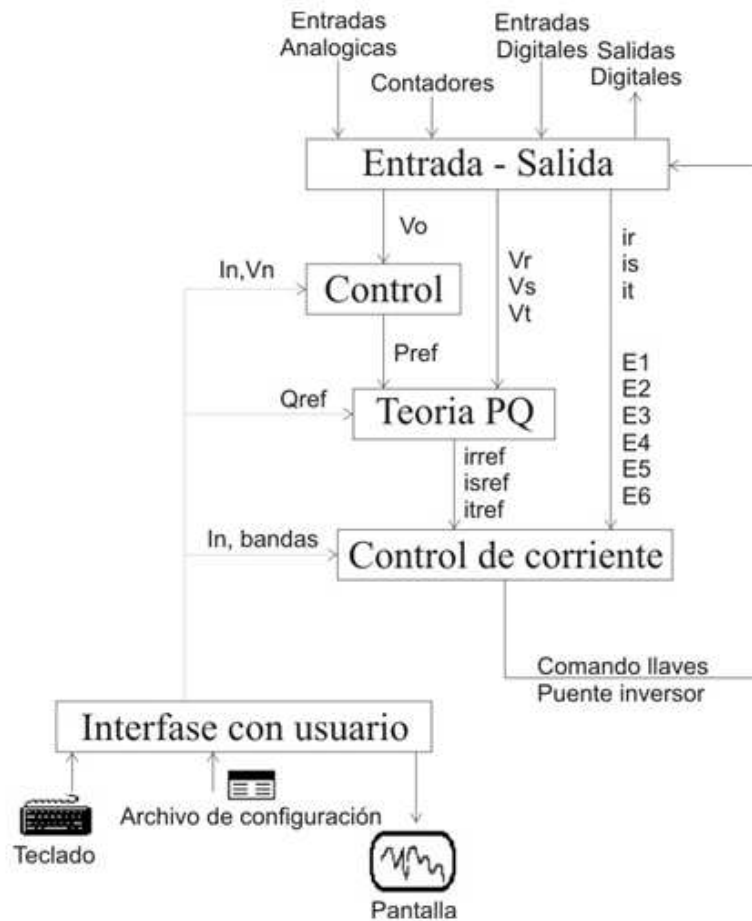 Entradas
Analogicas
Contadores
Entradas
Digitales
Salidas
Digitales
Entrada - Salida
Vo
Vr
Vs
Vt
ir
is
it
In,Vn
Control
Pref
E1
E2
E3
E4
E5
E6
Qref
Teoria PQ
irref
isref
itref
In, bandas
Control de corriente
Comando llaves
Puente inversor
Interfase con usuario
Archivo de configuración
Teclado
Pantalla